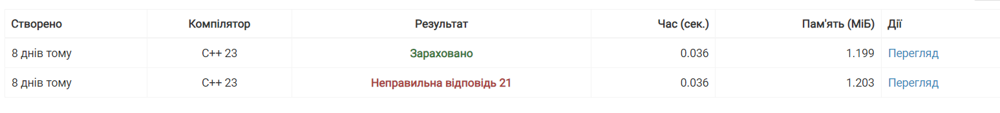 Створено Компілятор Результат Час (сек.) Пам'ять (МіБ) Дії
8 днів тому C++ 23 Зараховано 0.036 1.199 Перегляд
8 днів тому C++ 23 Неправильна відповідь 21 0.036 1.203 Перегляд